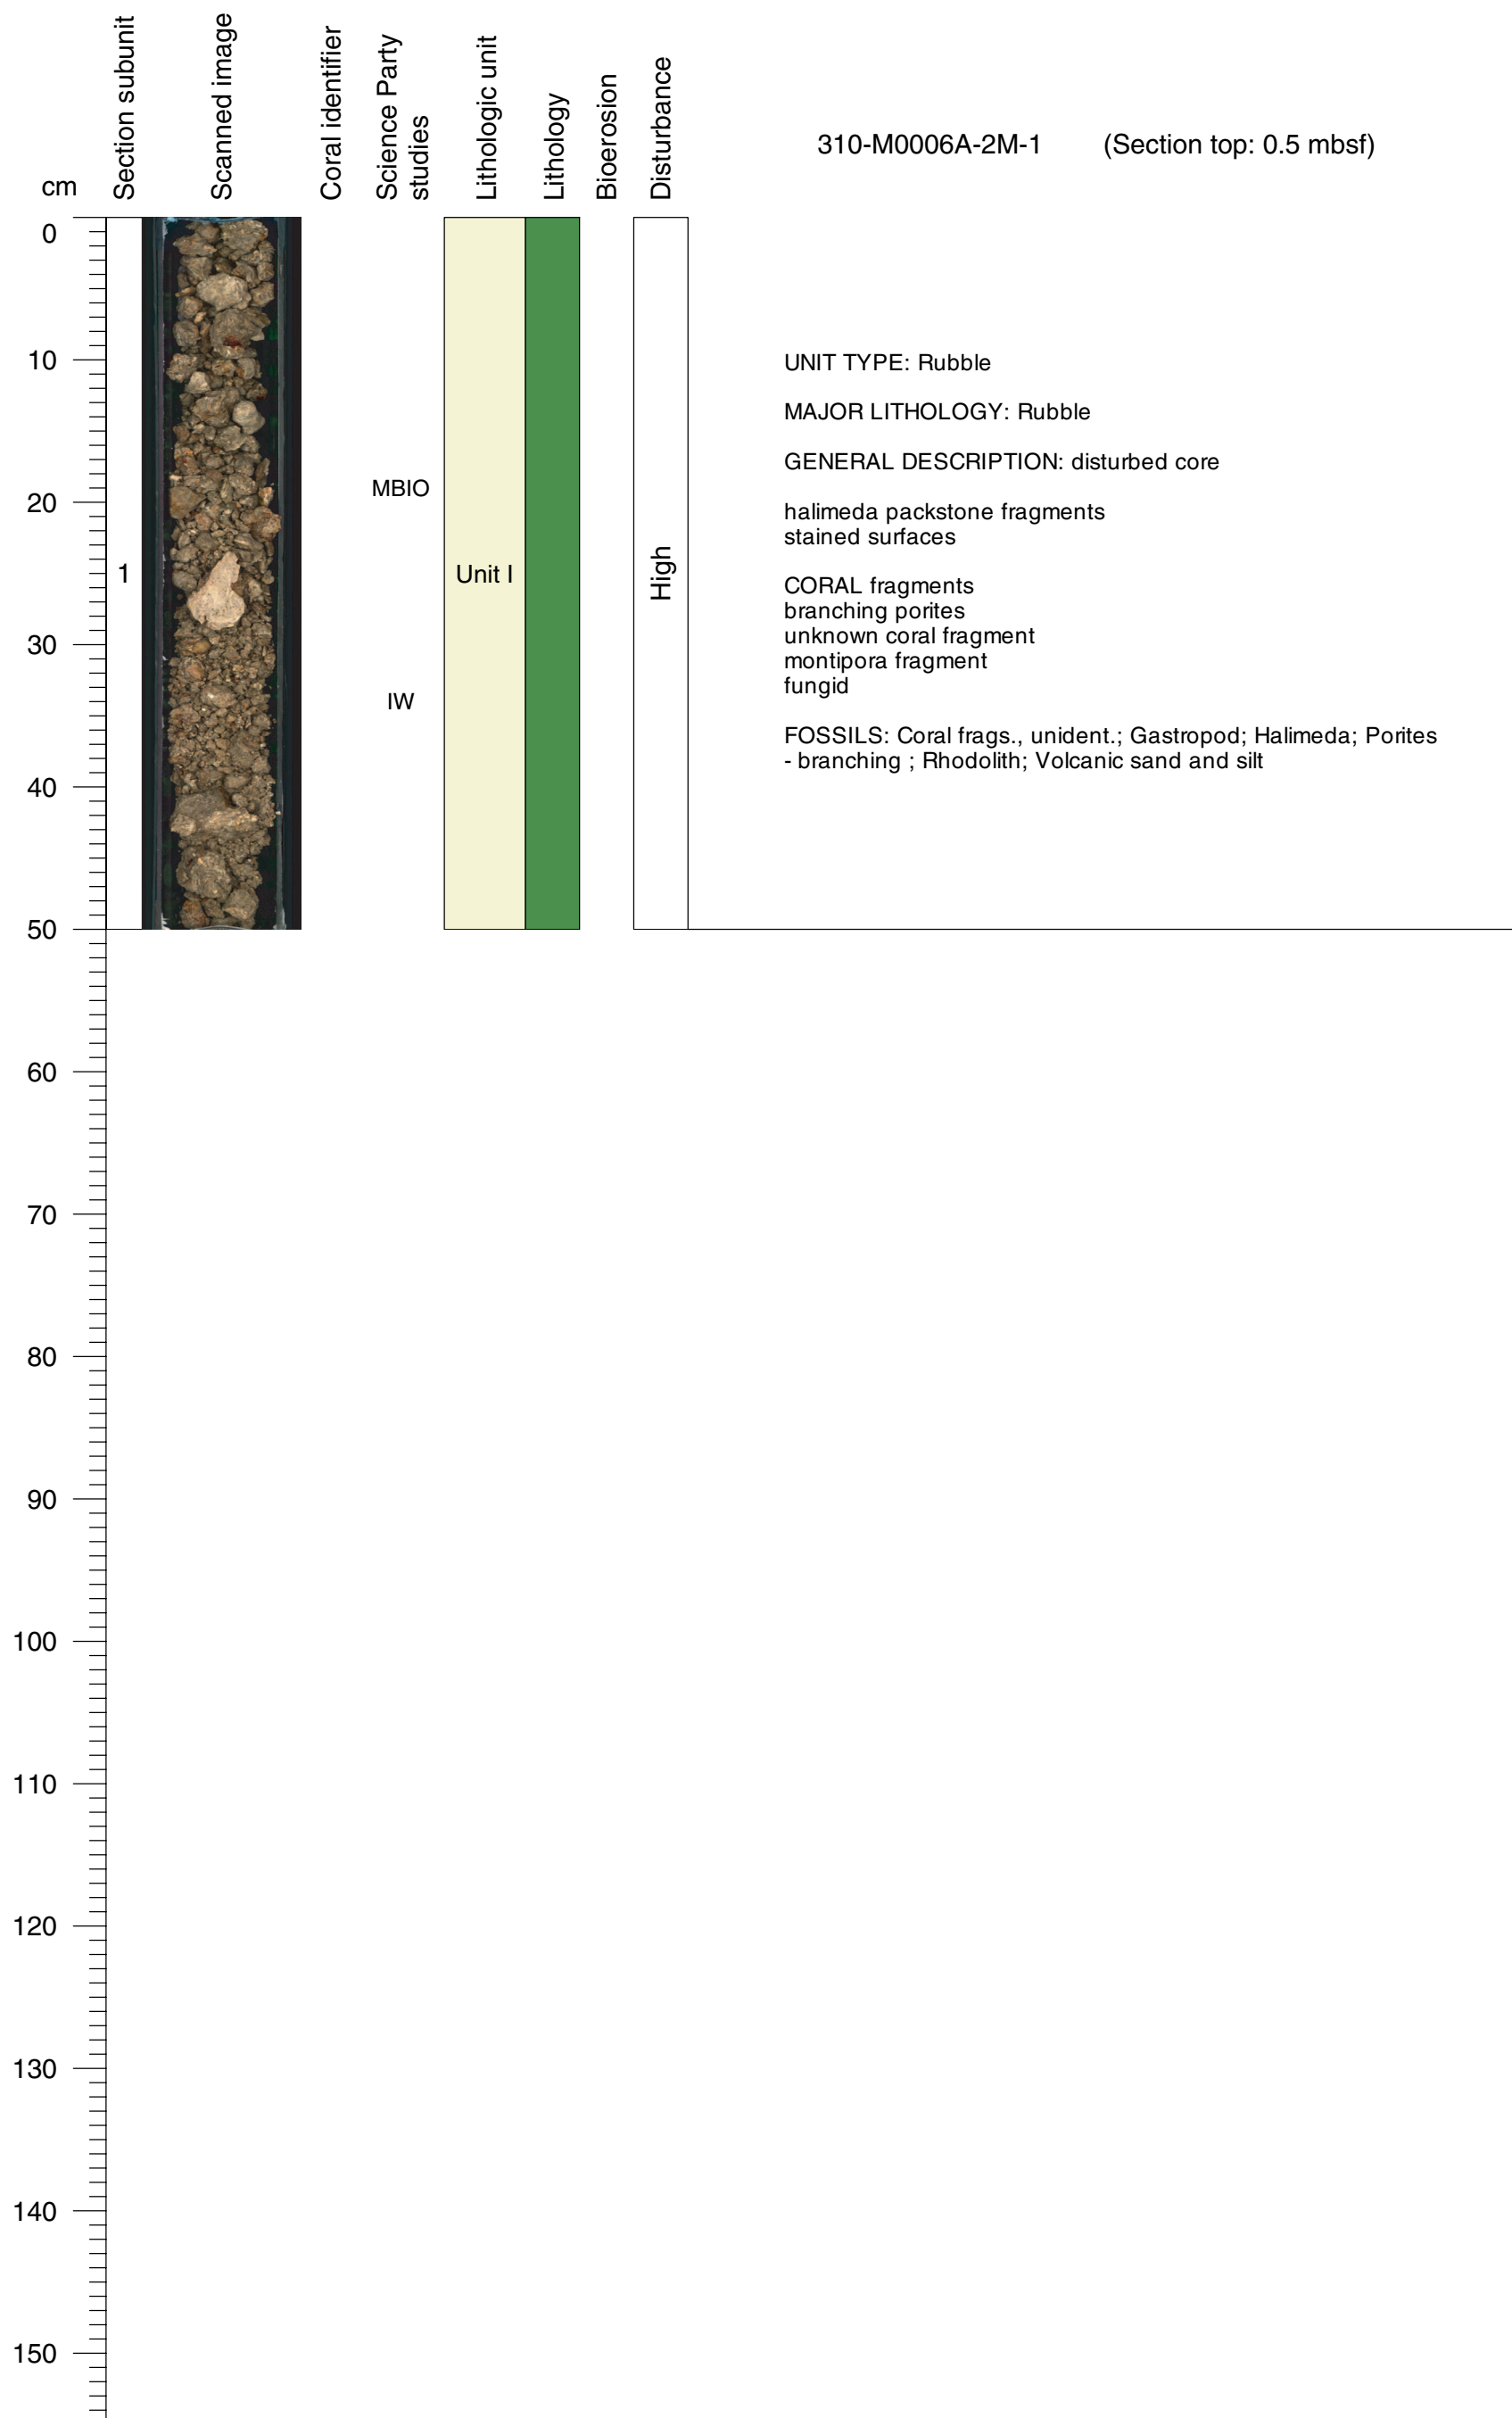 Section subunit
Scanned image
Coral identifier
Science Party
studies
Lithologic unit
Lithology
Bioerosion
Disturbance
310-M0006A-2M-1 (Section top: 0.5 mbsf)
cm
0
10
20
30
40
50
60
70
80
90
100
110
120
130
140
150
1
MBIO
IW
Unit I
High
UNIT TYPE: Rubble
MAJOR LITHOLOGY: Rubble
GENERAL DESCRIPTION: disturbed core
halimeda packstone fragments
stained surfaces
CORAL fragments
branching porites
unknown coral fragment
montipora fragment
fungid
FOSSILS: Coral frags., unident.; Gastropod; Halimeda; Porites
- branching ; Rhodolith; Volcanic sand and silt